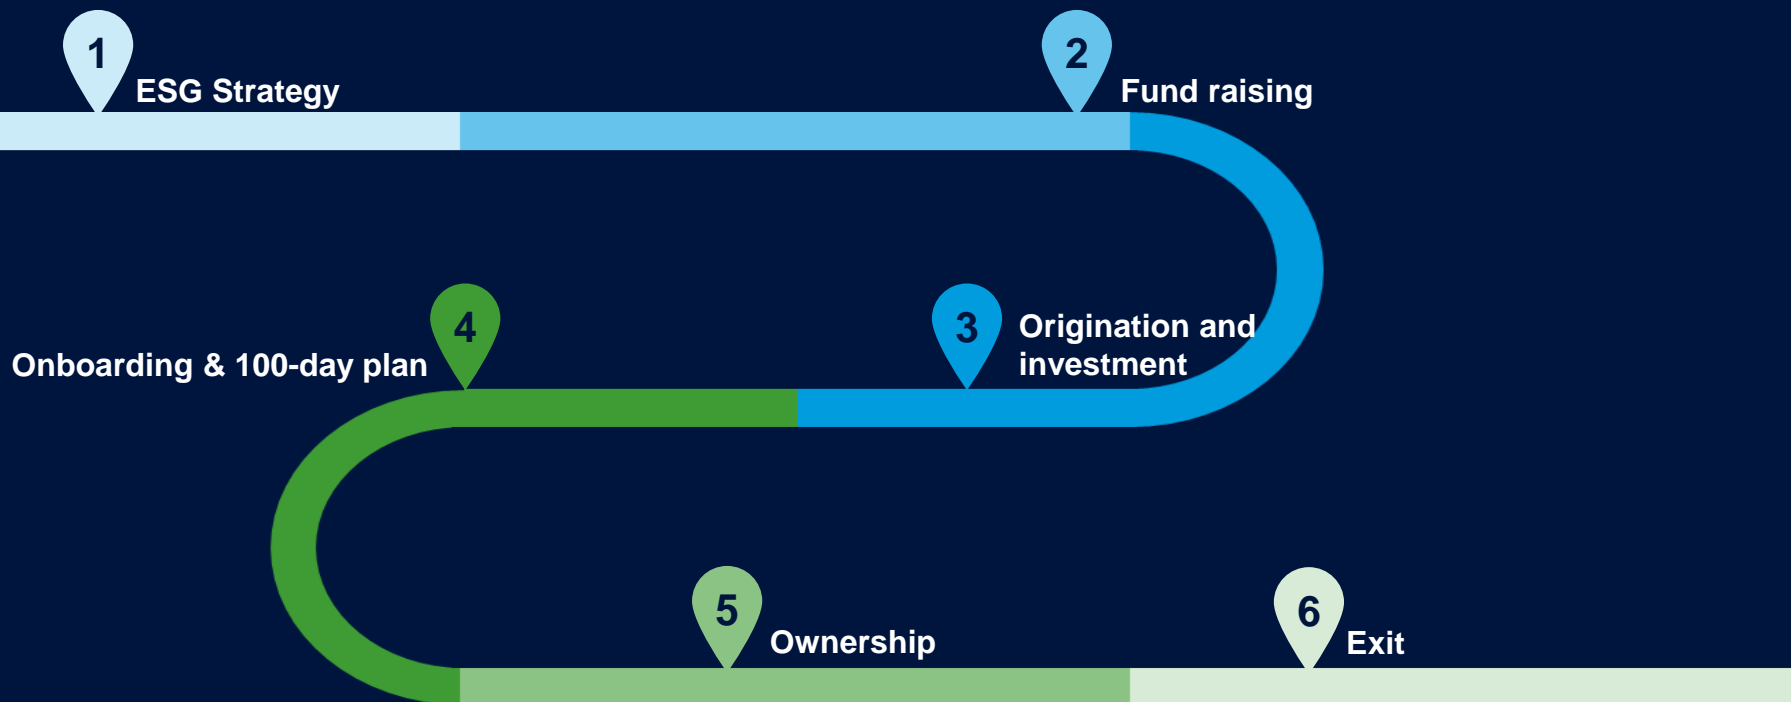 1
ESG Strategy
2
Fund raising
3
Origination and
investment
4
Onboarding & 100-day plan
5
Ownership
6
Exit